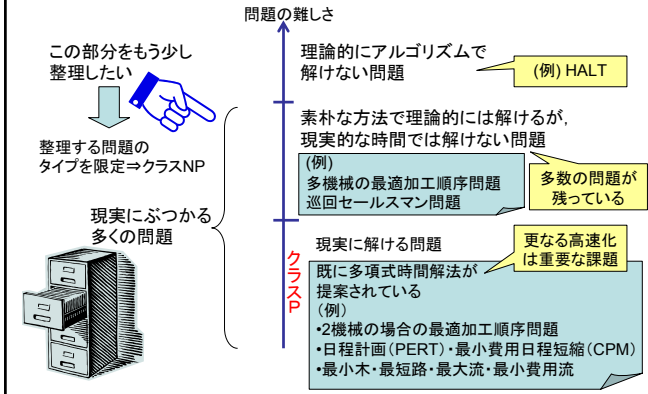 問題の難しさ
この部分をもう少し
整理したい
整理する問題の
タイプを限定⇒クラスNP
現実にぶつかる
多くの問題
理論的にアルゴリズムで
解けない問題
(例) HALT
素朴な方法で理論的には解けるが，
現実的な時間では解けない問題
(例)
多機械の最適加工順序問題
巡回セールスマン問題
多数の問題が
残っている
クラスP
現実に解ける問題
更なる高速化
は重要な課題
既に多項式時間解法が
提案されている
（例）
•2機械の場合の最適加工順序問題
•日程計画(PERT)・最小費用日程短縮(CPM)
•最小木・最短路・最大流・最小費用流